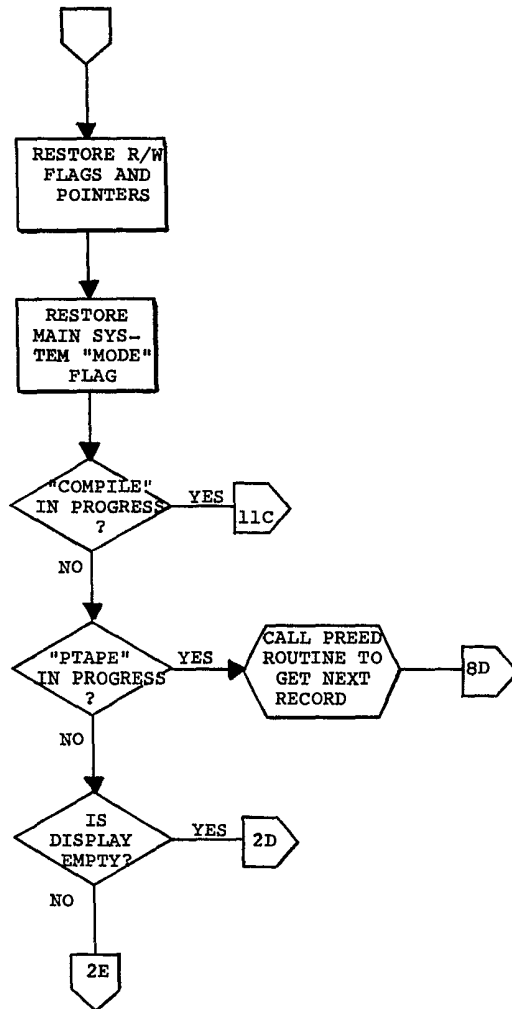 RESTORE R/W
FLAGS AND
POINTERS
RESTORE
MAIN SYS-
TEM "MODE"
FLAG
"COMPILE"
IN PROGRESS
?
YES
11C
NO
"PTAPE"
IN PROGRESS
?
YES
CALL PREED
ROUTINE TO
GET NEXT
RECORD
8D
NO
IS
DISPLAY
EMPTY?
YES
2D
NO
2E